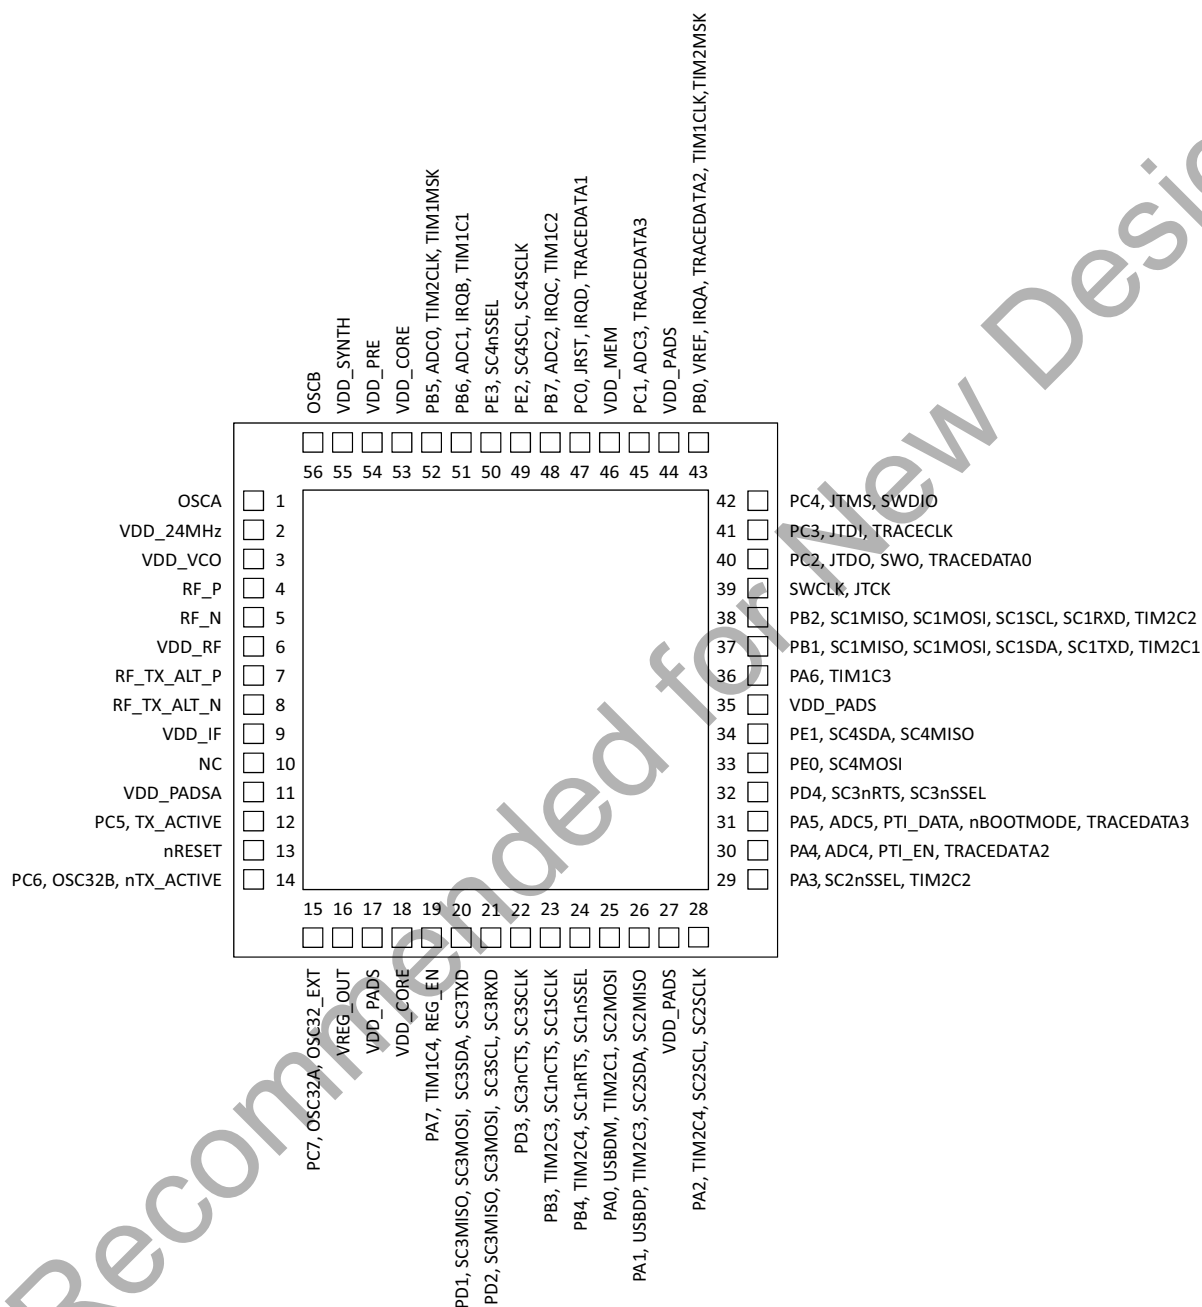 OSCB
VDD_SYNTH
VDD_PRE
VDD_CORE
PB5, ADC0, TIM2CLK, TIM1MSK
PB6, ADC1, IRQB, TIM1C1
PE3, SC4nSSEL
PE2, SC4SCL, SC4SCLK
PB7, ADC2, IRQC, TIM1C2
PC0, JRST, IRQD, TRACEDATA1
VDD_MEM
PC1, ADC3, TRACEDATA3
VDD_PADS
PB0, VREF, IRQA, TRACEDATA2, TIM1CLK,TIM2MSK
56 55 54 53 52 51 50 49 48 47 46 45 44 43
OSCA 1
VDD_24MHz 2
VDD_VCO 3
RF_P 4
RF_N 5
VDD_RF 6
RF_TX_ALT_P 7
RF_TX_ALT_N 8
VDD_IF 9
NC 10
VDD_PADSA 11
PC5, TX_ACTIVE 12
nRESET 13
PC6, OSC32B, nTX_ACTIVE 14
42 PC4, JTMS, SWDIO
41 PC3, JTDI, TRACECLK
40 PC2, JTDO, SWO, TRACEDATA0
39 SWCLK, JTCK
38 PB2, SC1MISO, SC1MOSI, SC1SCL, SC1RXD, TIM2C2
37 PB1, SC1MISO, SC1MOSI, SC1SDA, SC1TXD, TIM2C1
36 PA6, TIM1C3
35 VDD_PADS
34 PE1, SC4SDA, SC4MISO
33 PE0, SC4MOSI
32 PD4, SC3nRTS, SC3nSSEL
31 PA5, ADC5, PTI_DATA, nBOOTMODE, TRACEDATA3
30 PA4, ADC4, PTI_EN, TRACEDATA2
29 PA3, SC2nSSEL, TIM2C2
15 16 17 18 19 20 21 22 23 24 25 26 27 28
PC7, OSC32A, OSC32_EXT
VREG_OUT
VDD_PADS
VDD_CORE
PA7, TIM1C4, REG_EN
PD1, SC3MISO, SC3MOSI, SC3SDA, SC3TXD
PD2, SC3MISO, SC3MOSI, SC3SCL, SC3RXD
PD3, SC3nCTS, SC3SCLK
PB3, TIM2C3, SC1nCTS, SC1SCLK
PB4, TIM2C4, SC1nRTS, SC1nSSEL
PA0, USBDM, TIM2C1, SC2MOSI
PA1, USBDP, TIM2C3, SC2SDA, SC2MISO
VDD_PADS
PA2, TIM2C4, SC2SCL, SC2SCLK
Recommended for New Desig